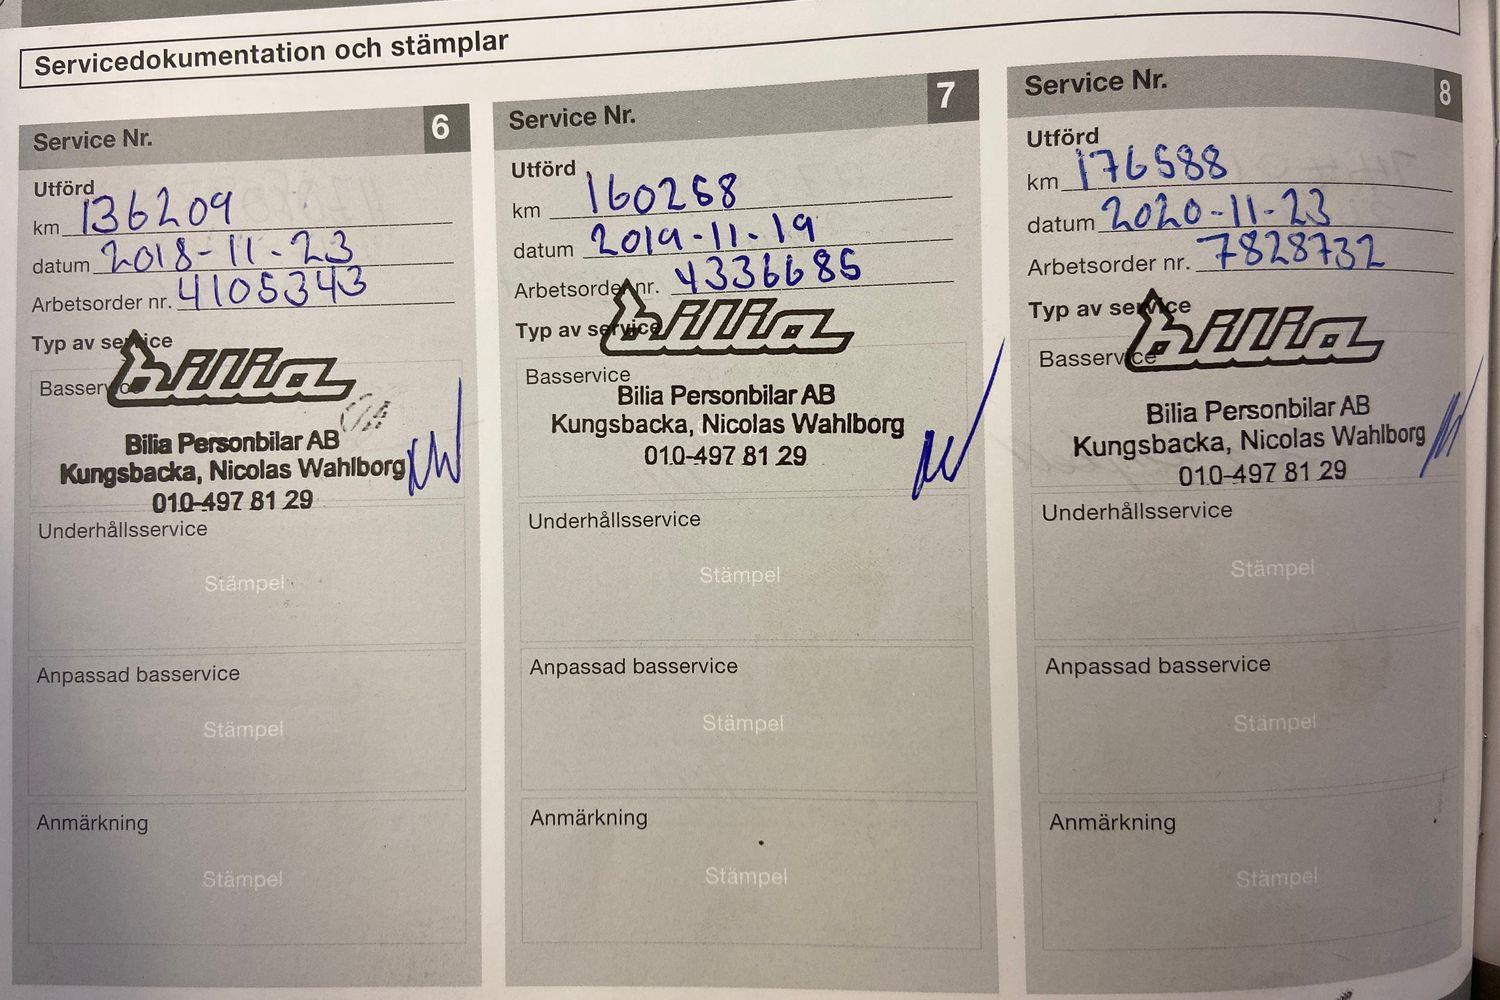 Servicedokumentation och stämplar
Service Nr. 6
Utförd
km 136209
datum 2018-11-23
Arbetsorder nr. 4105343
Typ av service
Basservice
bilia
Bilia Personbilar AB
Kungsbacka, Nicolas Wahlborg
010-497 81 29
Underhållsservice
Stämpel
Anpassad basservice
Stämpel
Anmärkning
Stämpel
Service Nr. 7
Utförd
km 160268
datum 2019-11-19
Arbetsorder nr. 4336685
Typ av service
bilia
Basservice
Bilia Personbilar AB
Kungsbacka, Nicolas Wahlborg
010-497 81 29
Underhållsservice
Stämpel
Anpassad basservice
Stämpel
Anmärkning
Stämpel
Service Nr. 8
Utförd
km 176588
datum 2020-11-23
Arbetsorder nr. 7828732
Typ av service
bilia
Basservice
Bilia Personbilar AB
Kungsbacka, Nicolas Wahlborg
010-497 81 29
Underhållsservice
Stämpel
Anpassad basservice
Stämpel
Anmärkning
Stämpel